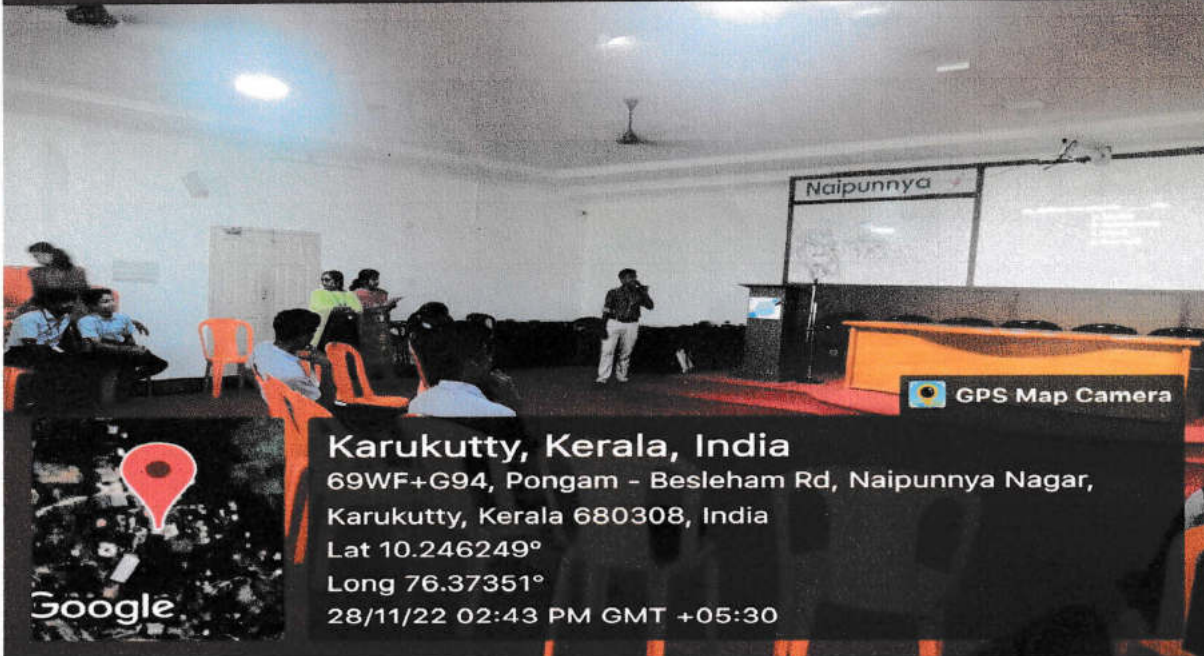 Naipunnya
GPS Map Camera
Karukutty, Kerala, India
69WF+G94, Pongam - Besleham Rd, Naipunnya Nagar,
Karukutty, Kerala 680308, India
Lat 10.246249°
Long 76.37351°
28/11/22 02:43 PM GMT +05:30
Google